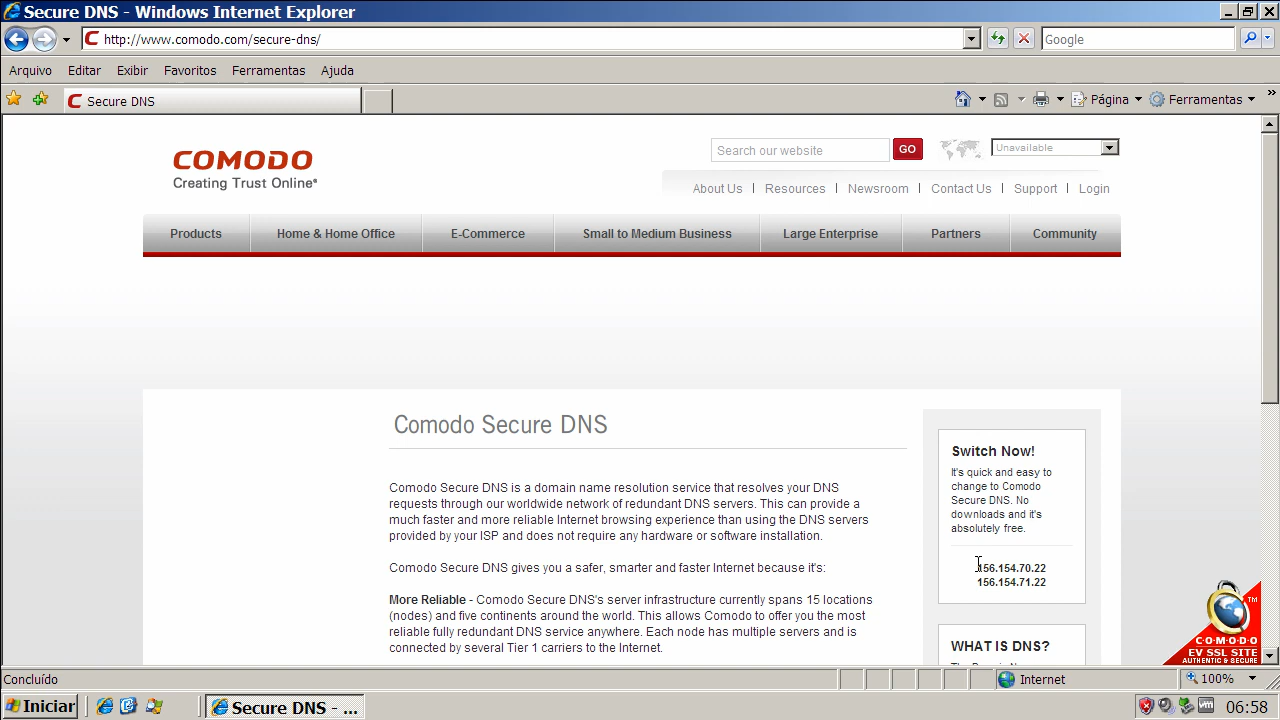 Secure DNS - Windows Internet Explorer
http://www.comodo.com/secure-dns/
Google
Arquivo Editar Exibir Favoritos Ferramentas Ajuda
Secure DNS
Página Ferramentas
COMODO
Creating Trust Online®
Search our website GO Unavailable
About Us | Resources | Newsroom | Contact Us | Support | Login
Products Home & Home Office E-Commerce Small to Medium Business Large Enterprise Partners Community
Comodo Secure DNS
Comodo Secure DNS is a domain name resolution service that resolves your DNS
requests through our worldwide network of redundant DNS servers. This can provide a
much faster and more reliable Internet browsing experience than using the DNS servers
provided by your ISP and does not require any hardware or software installation.
Comodo Secure DNS gives you a safer, smarter and faster Internet because it's:
More Reliable - Comodo Secure DNS's server infrastructure currently spans 15 locations
(nodes) and five continents around the world. This allows Comodo to offer you the most
reliable fully redundant DNS service anywhere. Each node has multiple servers and is
connected by several Tier 1 carriers to the Internet.
Switch Now!
It's quick and easy to
change to Comodo
Secure DNS. No
downloads and it's
absolutely free.
156.154.70.22
156.154.71.22
WHAT IS DNS?
TM
C·O·M·O·D·O
EV SSL SITE
AUTHENTIC & SECURE
Concluído Internet 100%
Iniciar Secure DNS - ... 06:58